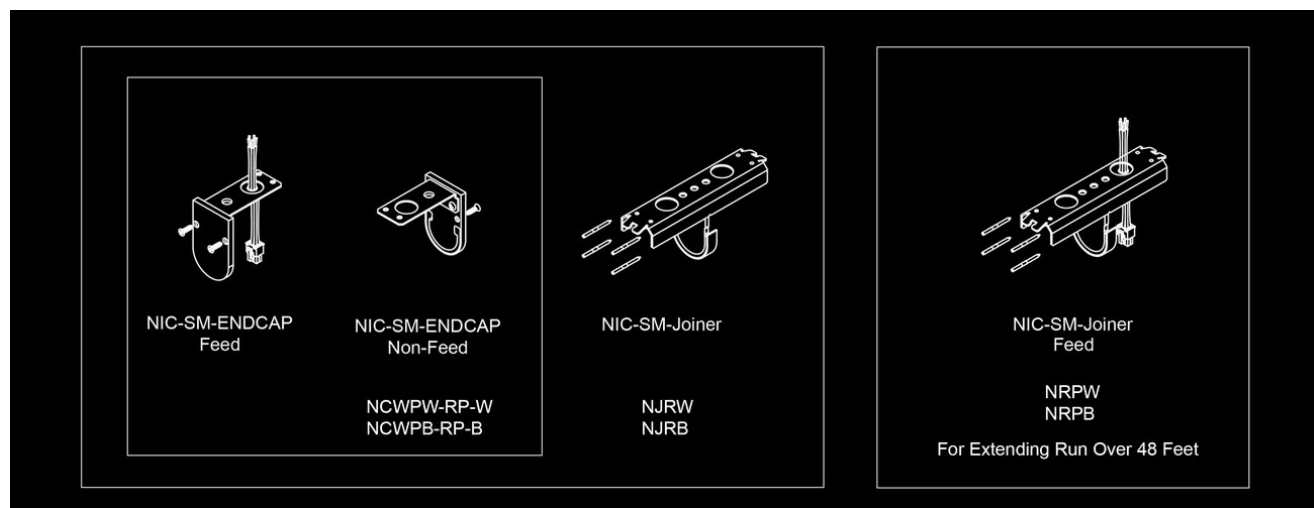 NIC-SM-ENDCAP
Feed
NIC-SM-ENDCAP
Non-Feed
NCWPW-RP-W
NCWPB-RP-B
NIC-SM-Joiner
NJRW
NJRB
NIC-SM-Joiner
Feed
NRPW
NRPB
For Extending Run Over 48 Feet